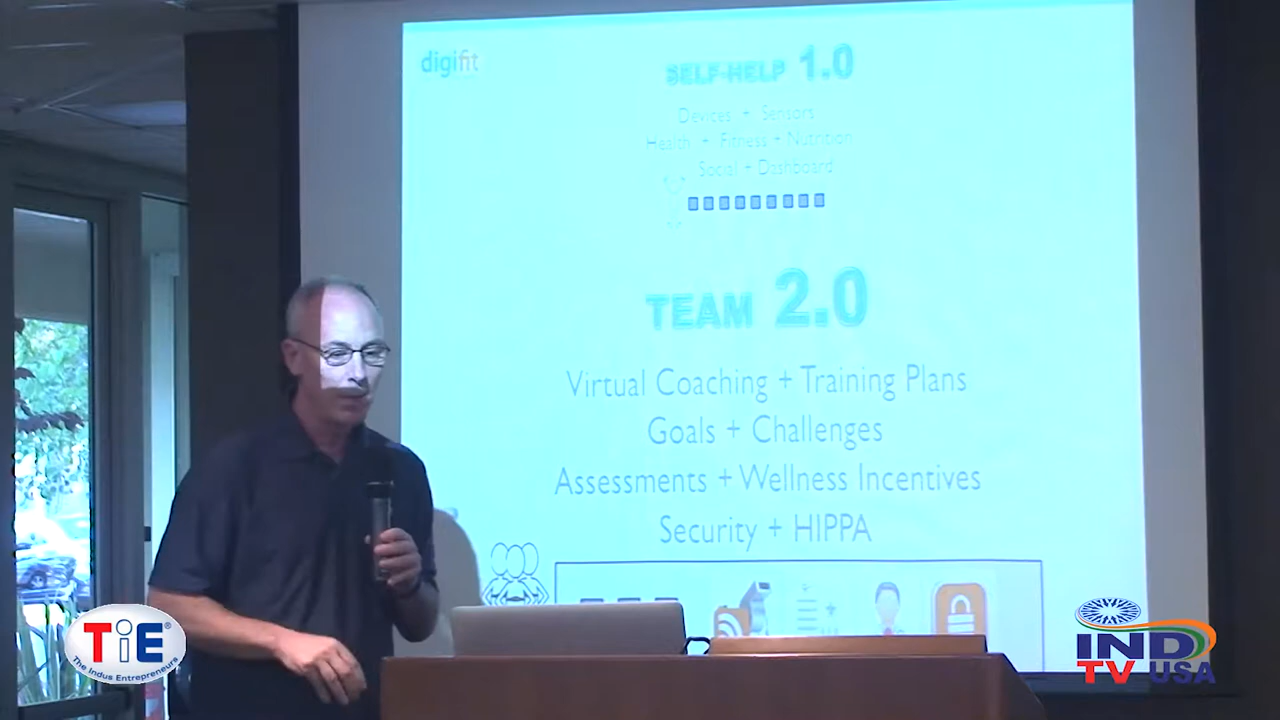 digifit
SELF-HELP 1.0
Devices + Sensors
Health + Fitness + Nutrition
Social + Dashboard
TEAM 2.0
Virtual Coaching + Training Plans
Goals + Challenges
Assessments + Wellness Incentives
Security + HIPPA
TiE®
The Indus Entrepreneurs
IND
TV USA